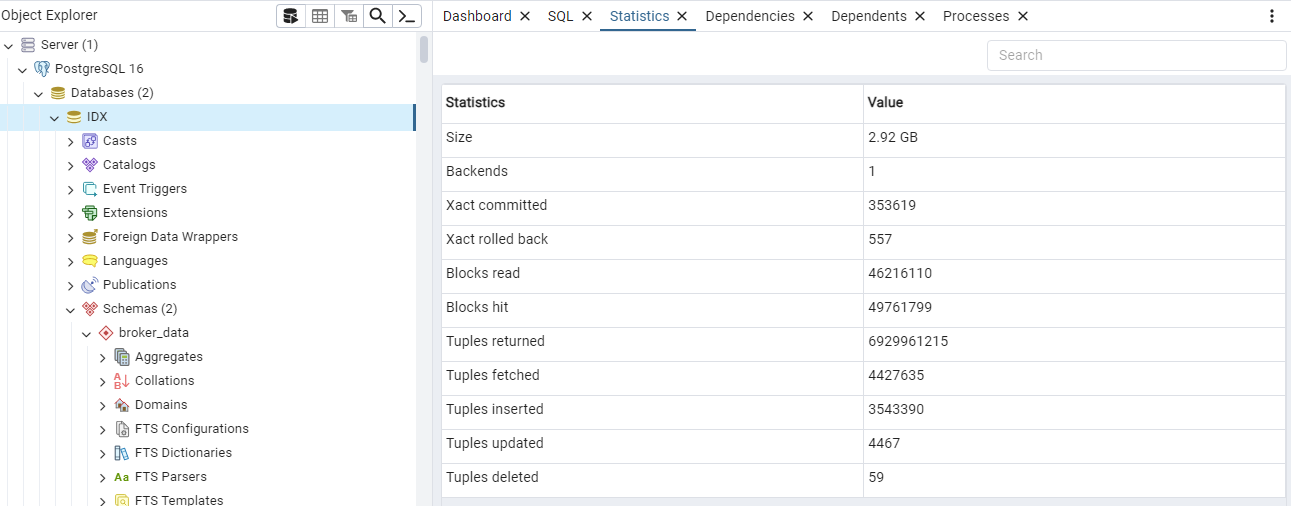 Object Explorer
Server (1)
PostgreSQL 16
Databases (2)
IDX
Casts
Catalogs
Event Triggers
Extensions
Foreign Data Wrappers
Languages
Publications
Schemas (2)
broker_data
Aggregates
Collations
Domains
FTS Configurations
FTS Dictionaries
Aa FTS Parsers
FTS Templates
Dashboard SQL Statistics Dependencies Dependents Processes
Search
Statistics Value
Size 2.92 GB
Backends 1
Xact committed 353619
Xact rolled back 557
Blocks read 46216110
Blocks hit 49761799
Tuples returned 6929961215
Tuples fetched 4427635
Tuples inserted 3543390
Tuples updated 4467
Tuples deleted 59